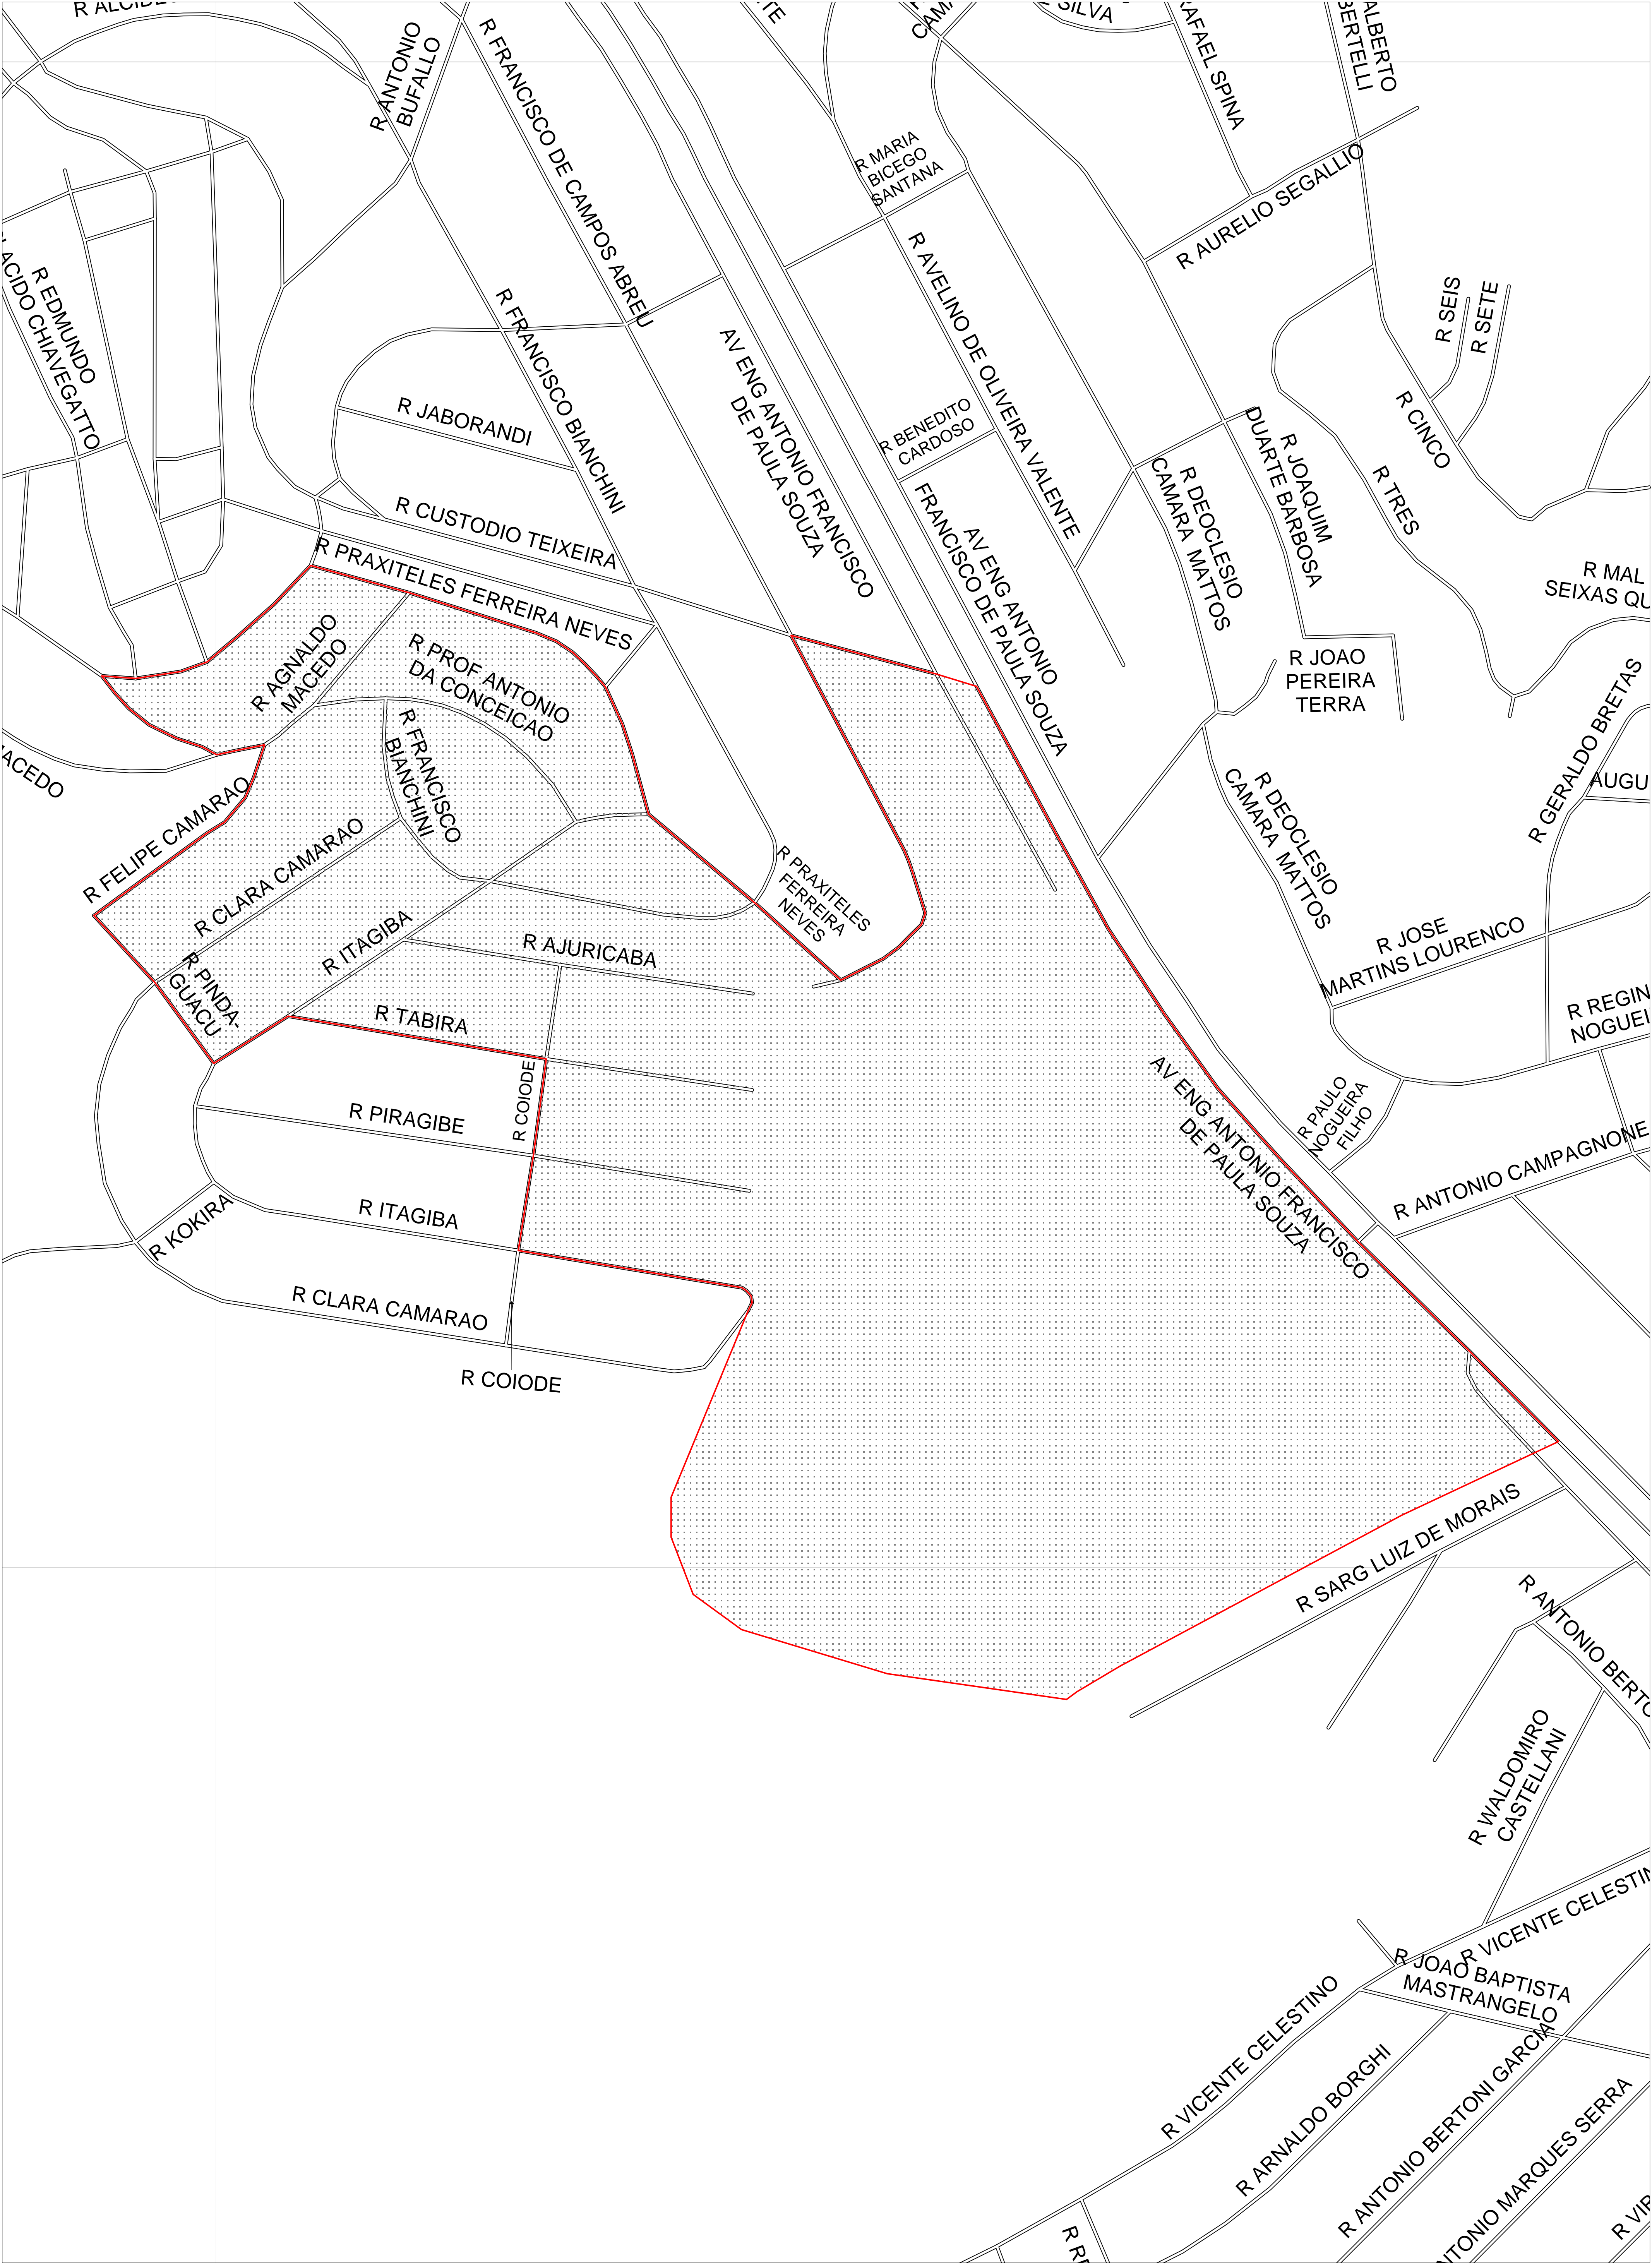 R ANTONIO
BUFALLO
R FRANCISCO DE CAMPOS ABREU
SILVA
RAFAEL SPINA
ALBERTO
BERTELLI
R MARIA
BICEGO
SANTANA
R AURELIO SEGALLIO
R EDMUNDO
CHIAVEGATTO
R FRANCISCO BIANCHINI
R AVELINO DE OLIVEIRA VALENTE
R SEIS
R SETE
AV ENG ANTONIO FRANCISCO
DE PAULA SOUZA
R JABORANDI
R BENEDITO
CARDOSO
R CINCO
R JOAQUIM
DUARTE BARBOSA
R DEOCLESIO
CAMARA MATTOS
R TRES
R CUSTODIO TEIXEIRA
AV ENG ANTONIO
FRANCISCO DE PAULA SOUZA
R PRAXITELES FERREIRA NEVES
R MAL
SEIXAS QU
R AGNALDO
MACEDO
R PROF ANTONIO
DA CONCEICAO
R JOAO
PEREIRA
TERRA
R GERALDO BRETAS
R FRANCISCO
BIANCHINI
ACEDO
AUGU
R FELIPE CAMARAO
R DEOCLESIO
CAMARA MATTOS
R CLARA CAMARAO
R PRAXITELES
FERREIRA
NEVES
R ITAGIBA
R AJURICABA
R JOSE
MARTINS LOURENCO
R PINDA-
GUACU
R TABIRA
R REGIN
NOGUEI
R COIODE
AV ENG ANTONIO FRANCISCO
DE PAULA SOUZA
R PAULO
NOGUEIRA
FILHO
R PIRAGIBE
R ANTONIO CAMPAGNONE
R KOKIRA
R ITAGIBA
R CLARA CAMARAO
R COIODE
R SARG LUIZ DE MORAIS
R ANTONIO BERTO
R WALDOMIRO
CASTELLANI
R VICENTE CELESTIN
R JOAO BAPTISTA
MASTRANGELO
R VICENTE CELESTINO
R ARNALDO BORGHI
R ANTONIO BERTONI GARCIA
NTONIO MARQUES SERRA